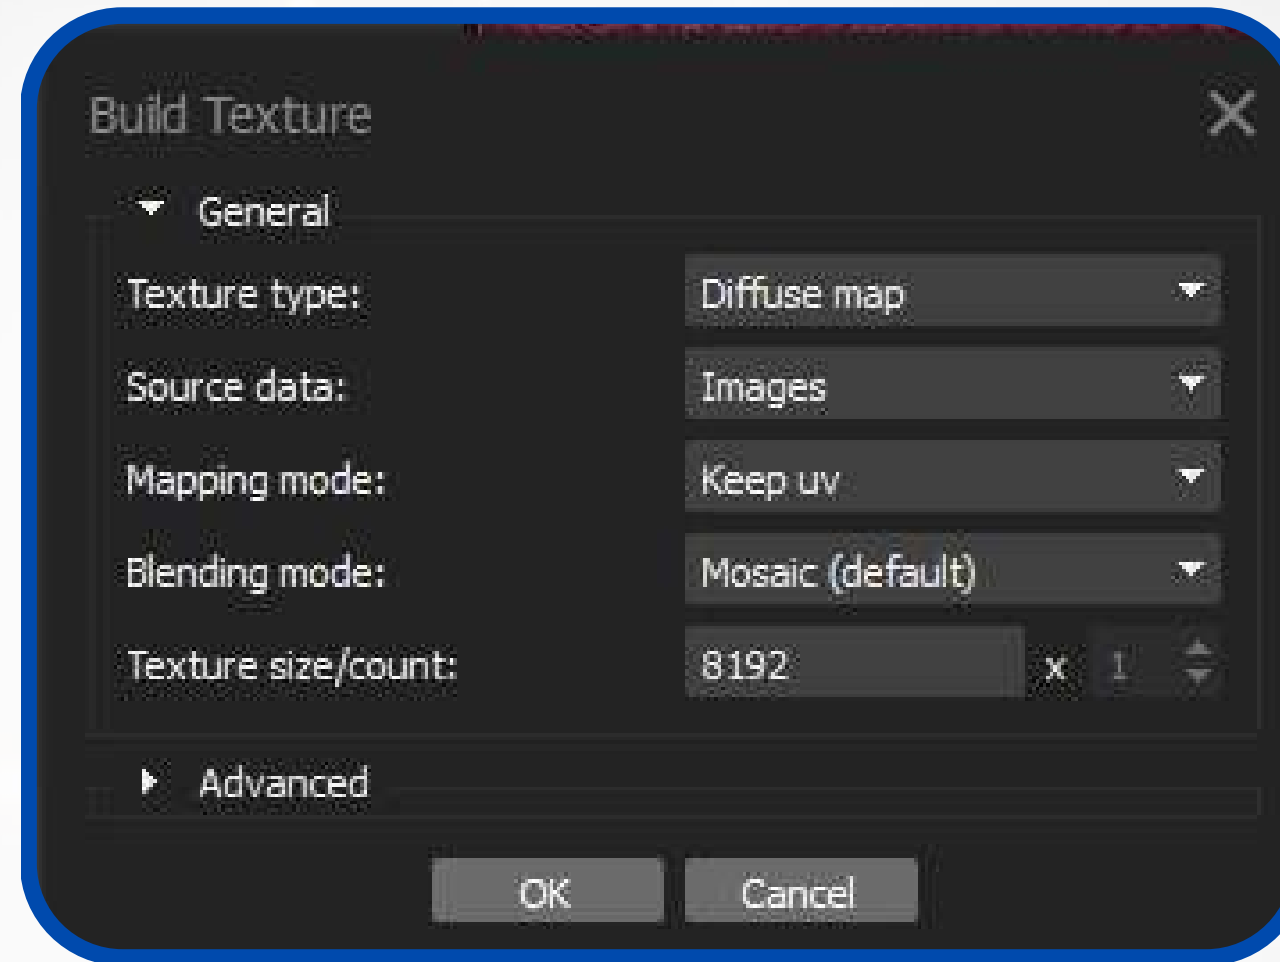 Build Texture
General
Texture type: Diffuse map
Source data: Images
Mapping mode: Keep uv
Blending mode: Mosaic (default)
Texture size/count: 8192 x 1
Advanced
OK Cancel